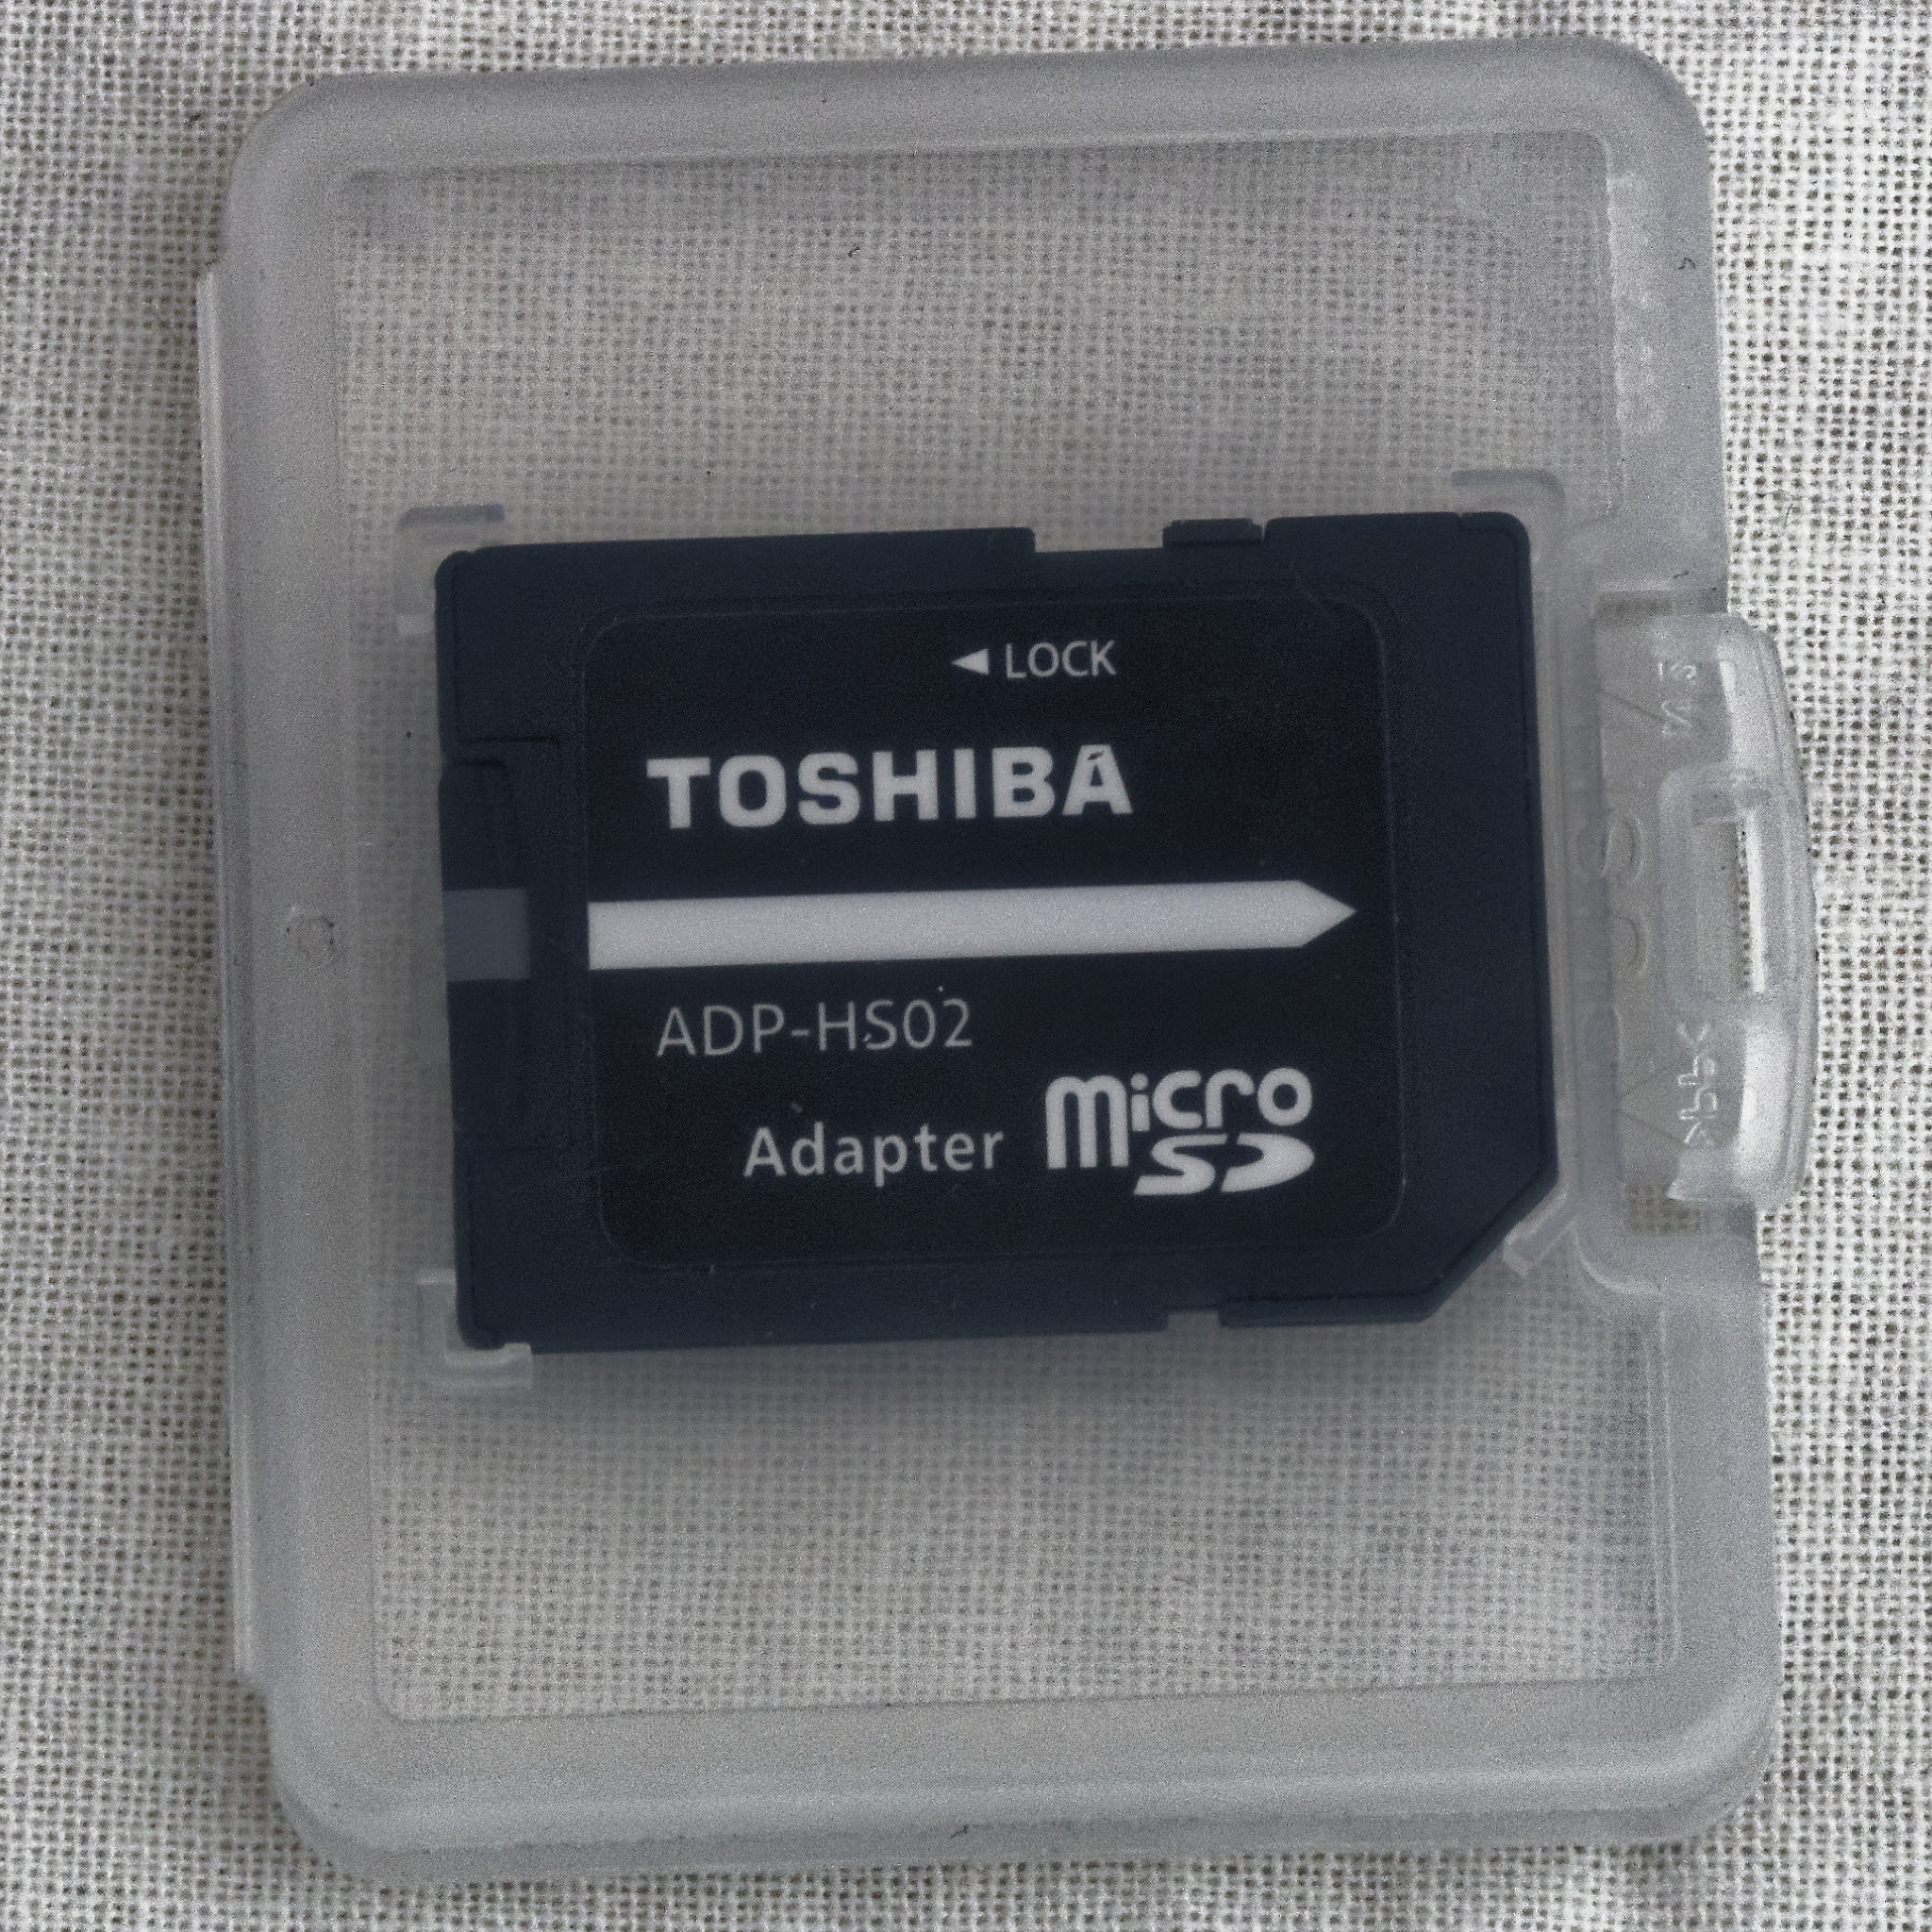 ◄ LOCK
TOSHIBA
ADP-HS02
Adapter micro
SD